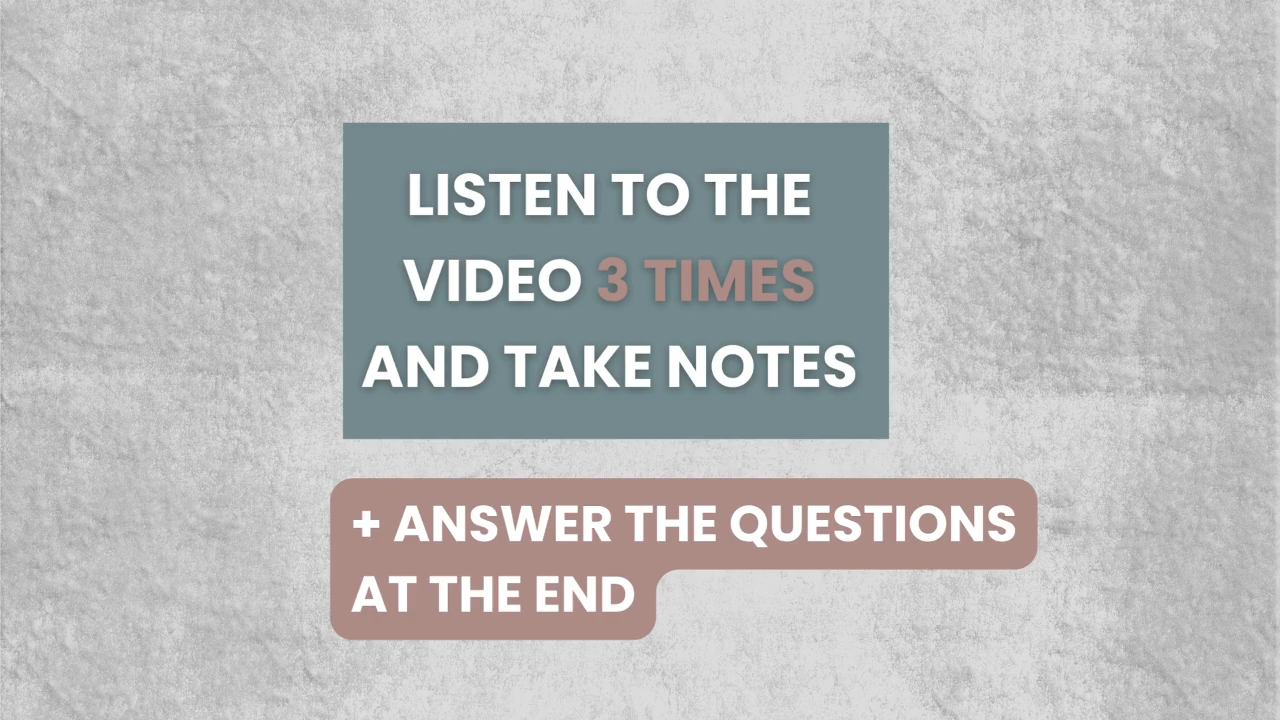 LISTEN TO THE
VIDEO 3 TIMES
AND TAKE NOTES
+ ANSWER THE QUESTIONS
AT THE END